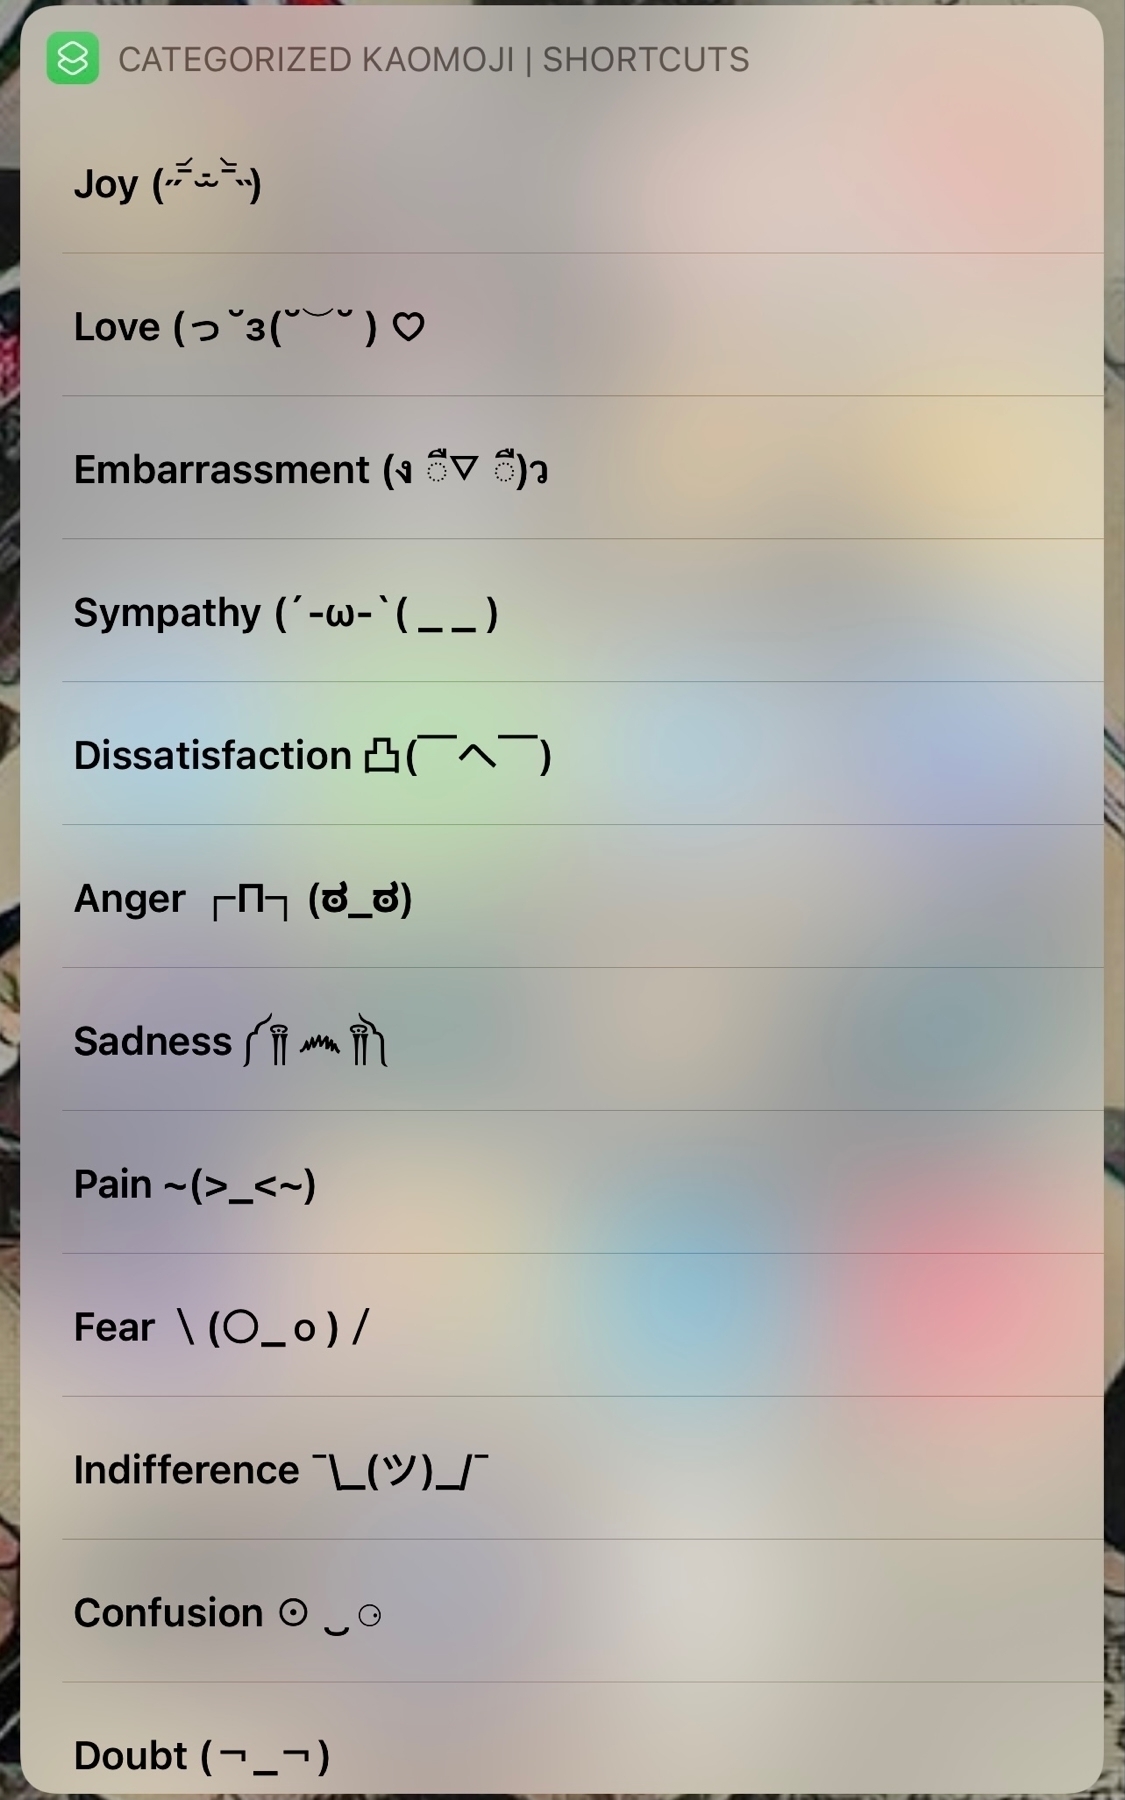 CATEGORIZED KAOMOJI | SHORTCUTS
Joy (˶˃́ᵕ˂̀˶)
Love (っ˘з(˘⌣˘ ) ♡
Embarrassment (ง ื▽ ื)ว
Sympathy (´-ω-`( _ _ )
Dissatisfaction 凸(￣ヘ￣)
Anger ┌∩┐(ಠ_ಠ)
Sadness ༼ ༎ຶ ෴ ༎ຶ༽
Pain ~(>_<~)
Fear \ (〇_ o ) /
Indifference ¯\_(ツ)_/¯
Confusion ☉ ‿ ⚆
Doubt (¬_¬)